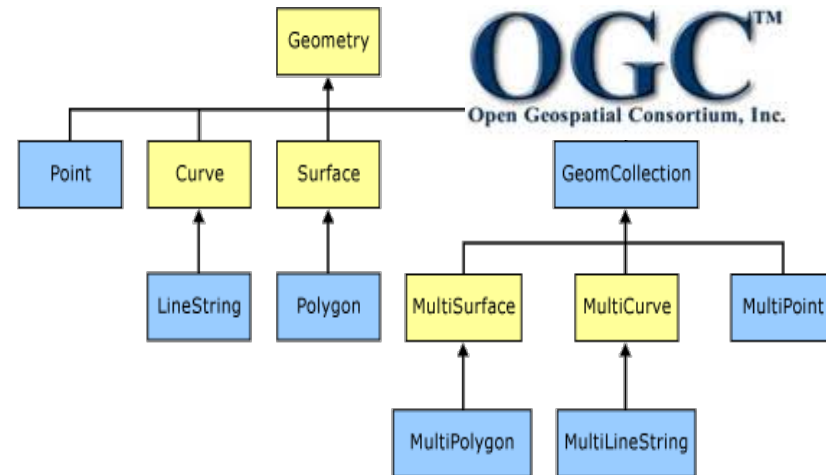 Geometry
OGC™
Open Geospatial Consortium, Inc.
Point
Curve
Surface
GeomCollection
LineString
Polygon
MultiSurface
MultiCurve
MultiPoint
MultiPolygon
MultiLineString